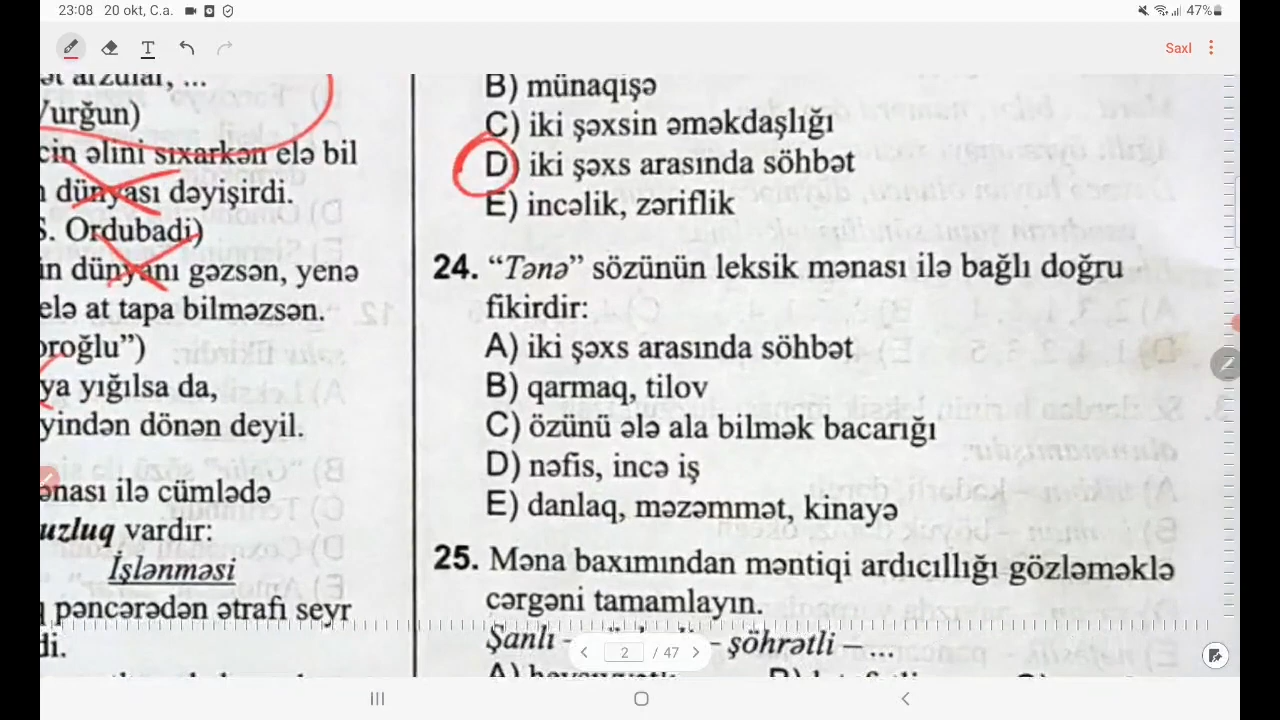 23:08 20 okt, C.a.
47%
T
Saxl
ət arzular, ...
Vurğun)
cin əlini sıxarkən elə bil
dünyası dəyişirdi.
S. Ordubadi)
in dünyanı gəzsən, yenə
elə at tapa bilməzsən.
oroğlu”)
ya yığılsa da,
yindən dönən deyil.
ənası ilə cümlədə
uzluq vardır:
İşlənməsi
q pəncərədən ətrafi seyr
di.
B) münaqişə
C) iki şəxsin əməkdaşlığı
D) iki şəxs arasında söhbət
E) incəlik, zəriflik
24. “Tənə” sözünün leksik mənası ilə bağlı doğru
fikirdir:
A) iki şəxs arasında söhbət
B) qarmaq, tilov
C) özünü ələ ala bilmək bacarığı
D) nəfis, incə iş
E) danlaq, məzəmmət, kinayə
25. Məna baxımından məntiqi ardıcıllığı gözləməklə
cərgəni tamamlayın.
Şanlı – – şöhrətli – ...
2 / 47